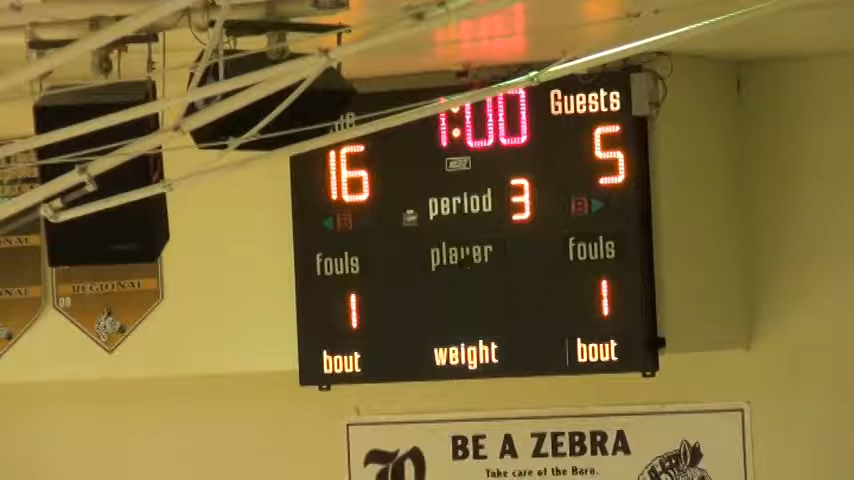 1:00
Guests
16
5
period 3
B
B
fouls
player
fouls
1
1
bout
weight
bout
REGIONAL
BE A ZEBRA
Take care of the Barn.